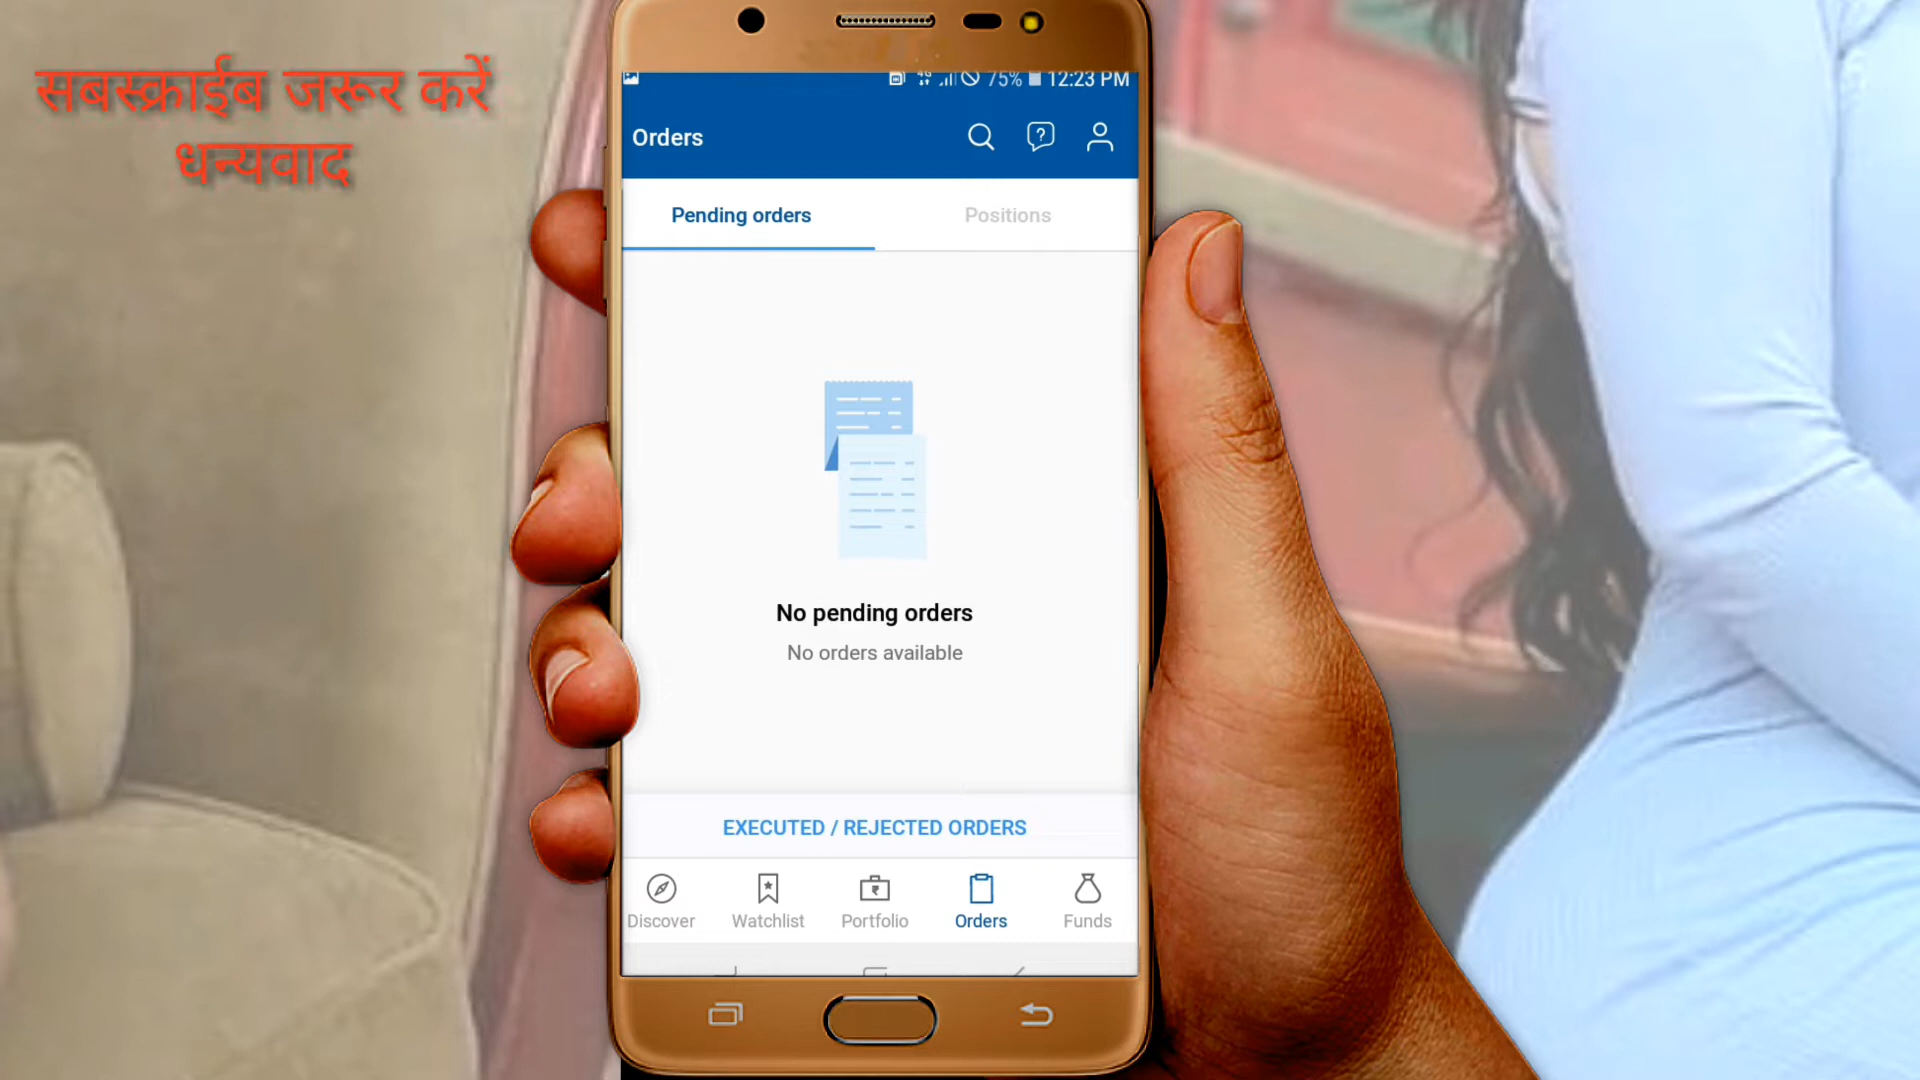 सबस्क्राईब जरूर करें
धन्यवाद
75% 12:23 PM
Orders
Pending orders
Positions
No pending orders
No orders available
EXECUTED / REJECTED ORDERS
Discover
Watchlist
Portfolio
Orders
Funds